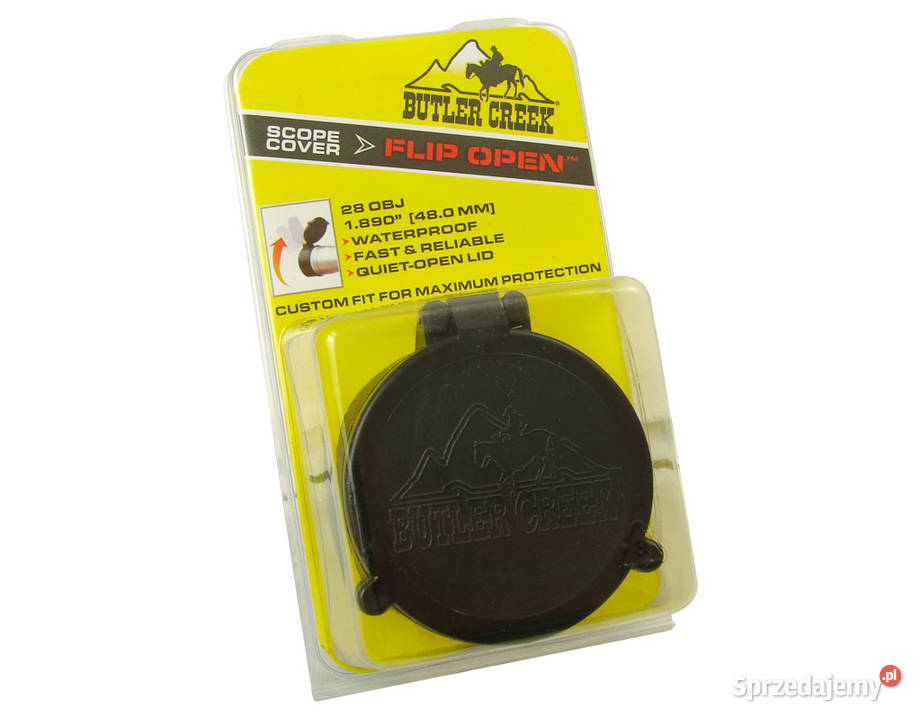 BUTLER CREEK®
SCOPE COVER > FLIP OPEN™
28 OBJ
1.890" [48.0 MM]
WATERPROOF
FAST & RELIABLE
QUIET-OPEN LID
CUSTOM FIT FOR MAXIMUM PROTECTION
BUTLER CREEK
Sprzedajemy.pl